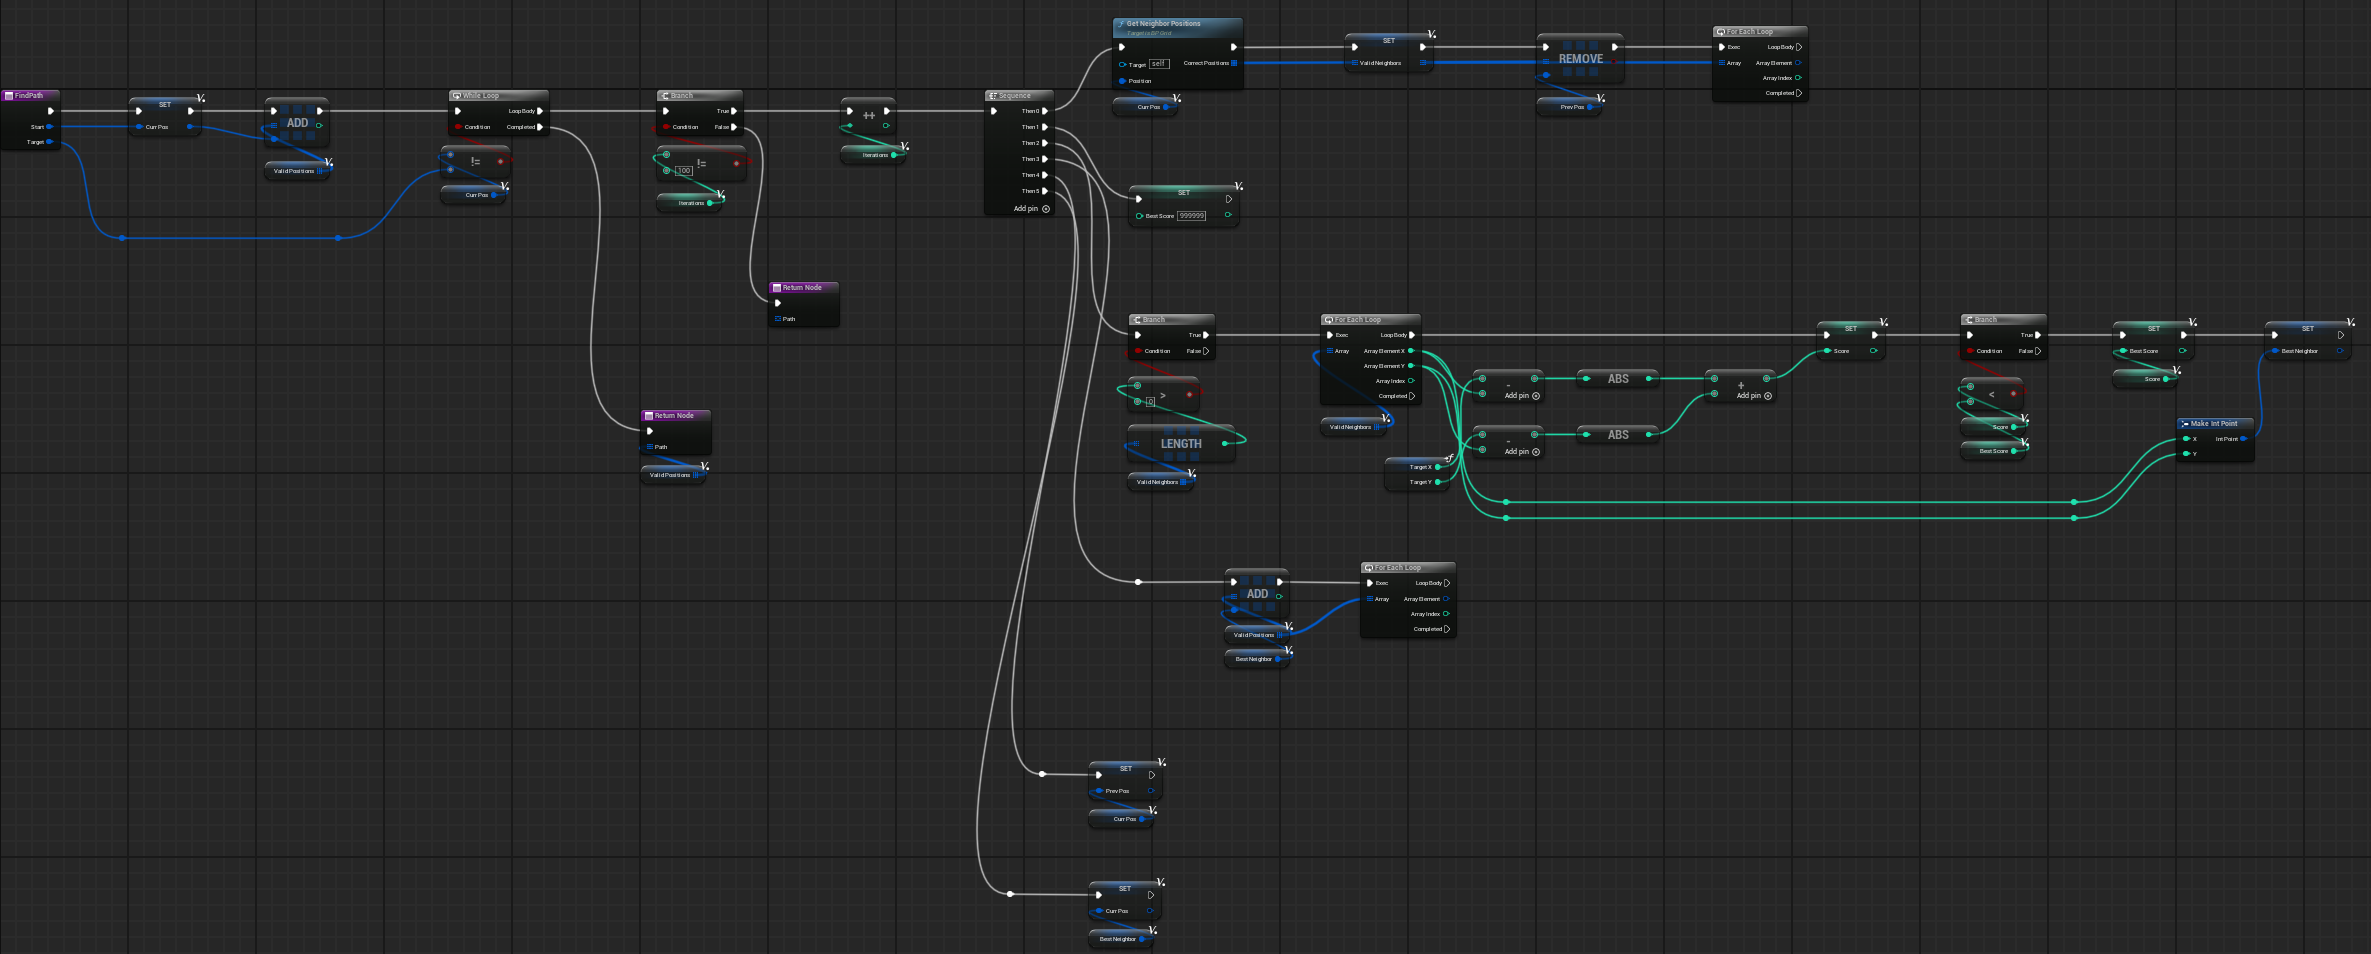 FindPath
Start
Target
SET
Curr Pos
ADD
Valid Positions
While Loop
Loop Body
Condition
Completed
!=
Curr Pos
Branch
True
Condition
False
!=
100
Iterations
++
Iterations
Return Node
Path
Return Node
Path
Valid Positions
Sequence
Then 0
Then 1
Then 2
Then 3
Then 4
Then 5
Add pin
Get Neighbor Positions
Target is BP Grid
Target self
Correct Positions
Position
Curr Pos
SET
Valid Neighbors
REMOVE
Prev Pos
For Each Loop
Exec
Loop Body
Array
Array Element
Array Index
Completed
SET
Best Score 999999
Branch
True
Condition
False
>
0
LENGTH
Valid Neighbors
For Each Loop
Exec
Loop Body
Array
Array Element X
Array Element Y
Array Index
Completed
Valid Neighbors
Target X
Target Y
-
Add pin
-
Add pin
ABS
ABS
+
Add pin
SET
Score
Branch
True
Condition
False
<
Score
Best Score
SET
Best Score
Score
Make Int Point
X
Int Point
Y
SET
Best Neighbor
ADD
Valid Positions
Best Neighbor
For Each Loop
Exec
Loop Body
Array
Array Element
Array Index
Completed
SET
Prev Pos
Curr Pos
SET
Curr Pos
Best Neighbor